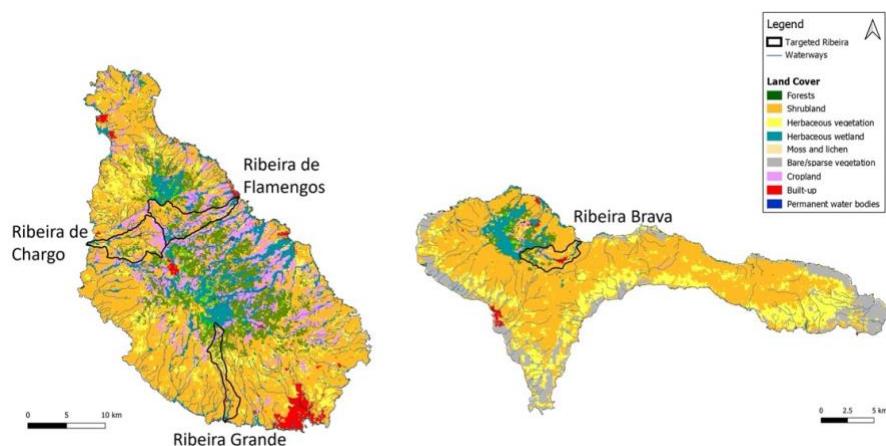 Legend
Targeted Ribeira
Waterways
Land Cover
Forests
Shrubland
Herbaceous vegetation
Herbaceous wetland
Moss and lichen
Bare/sparse vegetation
Cropland
Built-up
Permanent water bodies
Ribeira de
Flamengos
Ribeira de
Chargo
Ribeira Brava
Ribeira Grande
0 5 10 km
0 2.5 5 km